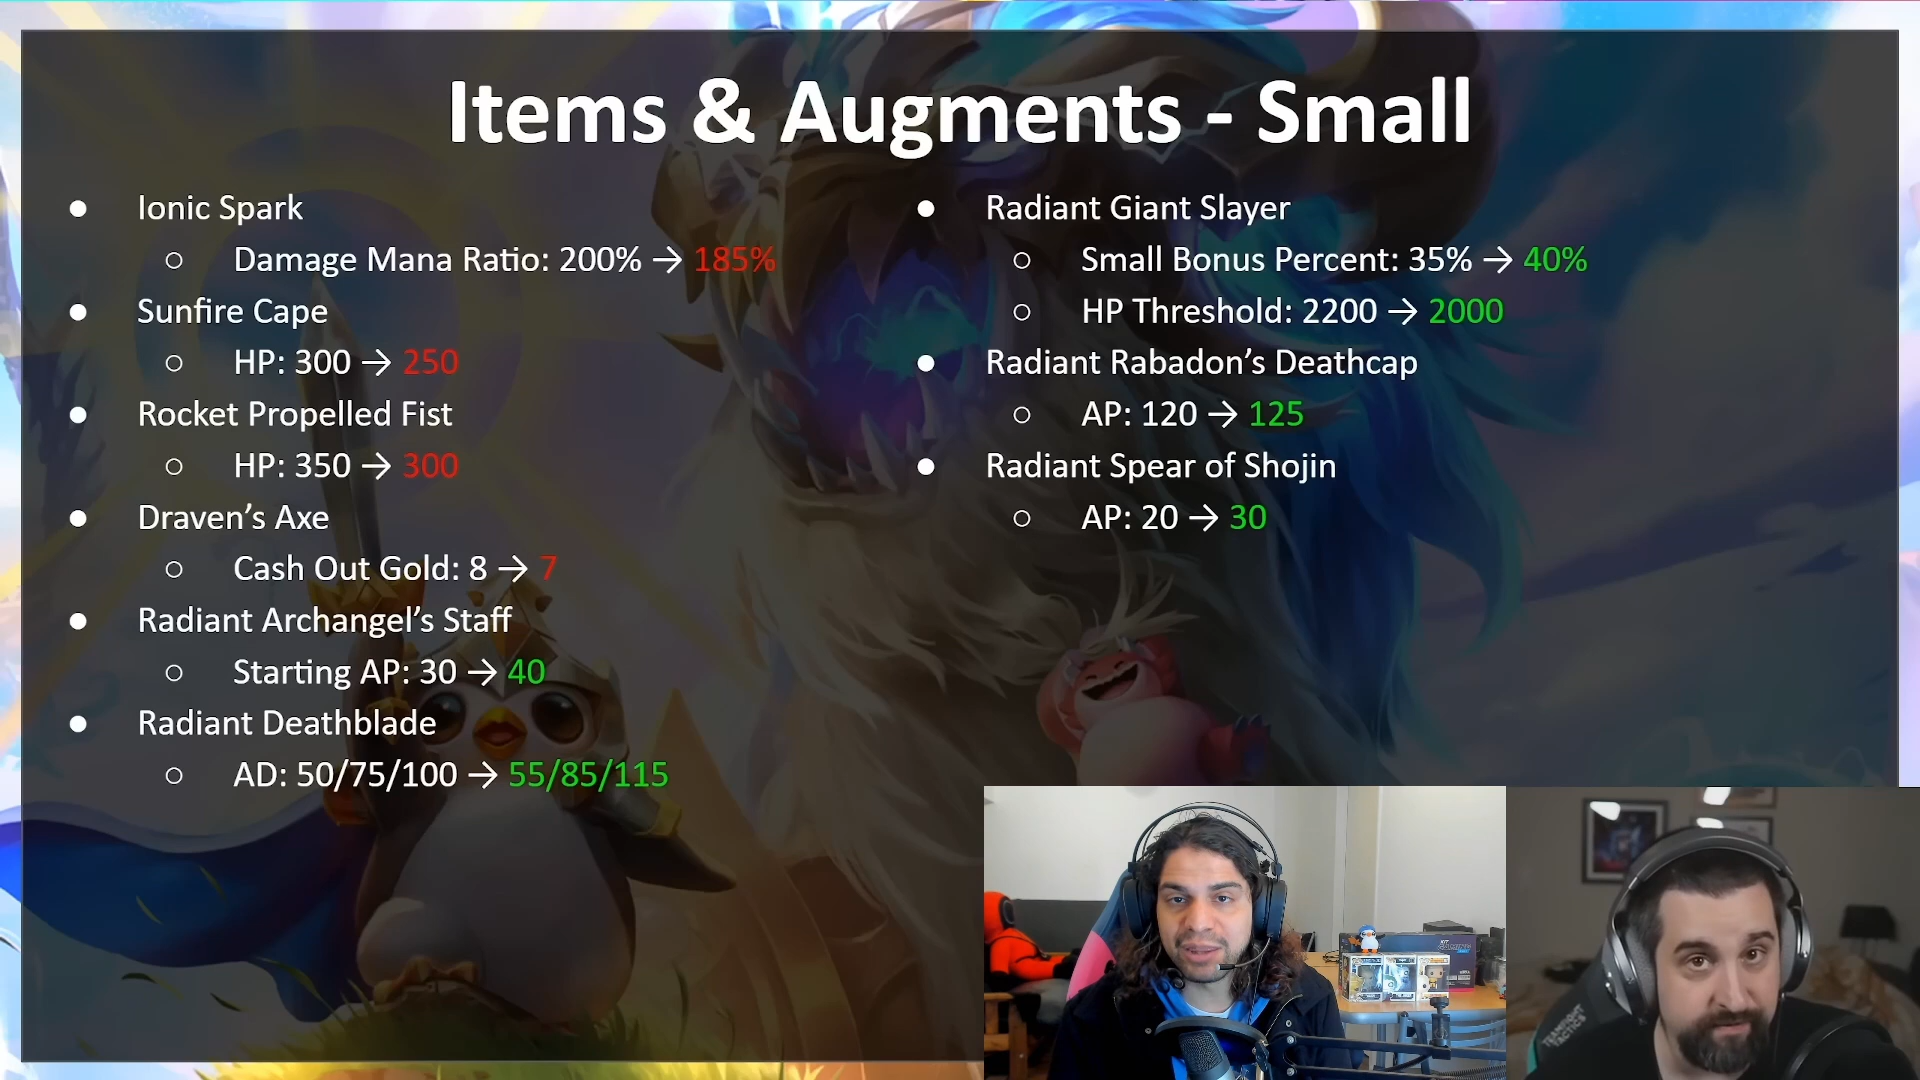 Items & Augments - Small
● Ionic Spark
○ Damage Mana Ratio: 200% → 185%
● Sunfire Cape
○ HP: 300 → 250
● Rocket Propelled Fist
○ HP: 350 → 300
● Draven’s Axe
○ Cash Out Gold: 8 → 7
● Radiant Archangel’s Staff
○ Starting AP: 30 → 40
● Radiant Deathblade
○ AD: 50/75/100 → 55/85/115
● Radiant Giant Slayer
○ Small Bonus Percent: 35% → 40%
○ HP Threshold: 2200 → 2000
● Radiant Rabadon’s Deathcap
○ AP: 120 → 125
● Radiant Spear of Shojin
○ AP: 20 → 30
TEAMFIGHT
TACTICS